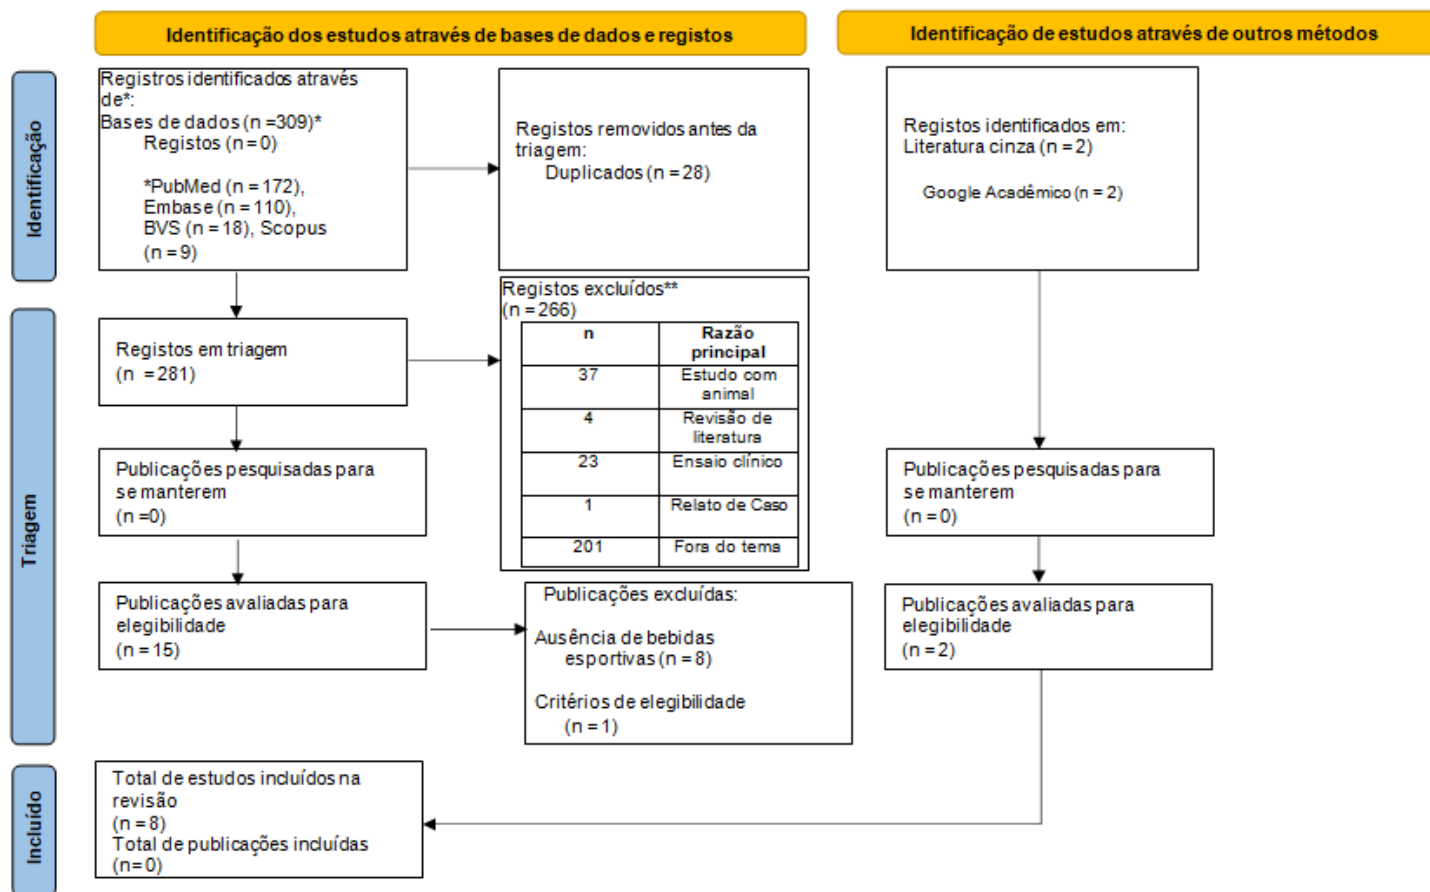 Identificação dos estudos através de bases de dados e registos
Identificação de estudos através de outros métodos
Identificação
Registros identificados através
de*:
Bases de dados (n =309)*
Registos (n = 0)
*PubMed (n = 172),
Embase (n = 110),
BVS (n = 18), Scopus
(n = 9)
Registos removidos antes da
triagem:
Duplicados (n = 28)
Registos identificados em:
Literatura cinza (n = 2)
Google Acadêmico (n = 2)
Triagem
Registos em triagem
(n = 281)
Registos excluídos**
(n = 266)
n
Razão
principal
37
Estudo com
animal
4
Revisão de
literatura
23
Ensaio clínico
1
Relato de Caso
201
Fora do tema
Publicações pesquisadas para
se manterem
(n =0)
Publicações pesquisadas para
se manterem
(n = 0)
Publicações avaliadas para
elegibilidade
(n = 15)
Publicações excluídas:
Ausência de bebidas
esportivas (n = 8)
Critérios de elegibilidade
(n = 1)
Publicações avaliadas para
elegibilidade
(n = 2)
Incluído
Total de estudos incluídos na
revisão
(n = 8)
Total de publicações incluídas
(n= 0)